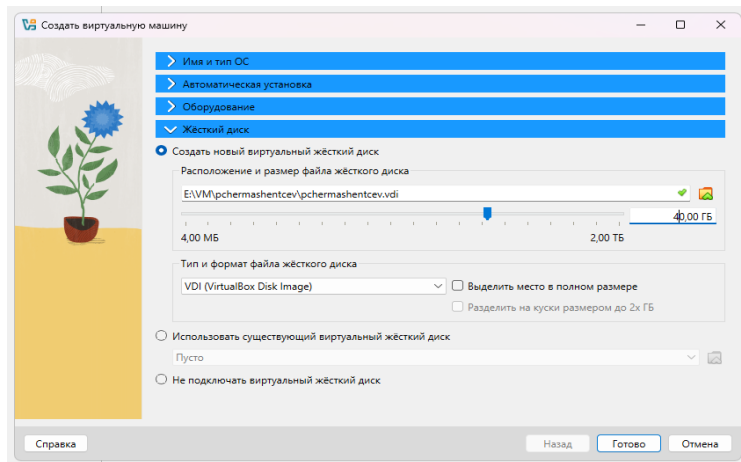 Создать виртуальную машину
Имя и тип ОС
Автоматическая установка
Оборудование
Жёсткий диск
Создать новый виртуальный жёсткий диск
Расположение и размер файла жёсткого диска
E:\VM\pchermashentcev\pchermashentcev.vdi
40,00 ГБ
4,00 МБ
2,00 ТБ
Тип и формат файла жёсткого диска
VDI (VirtualBox Disk Image)
Выделить место в полном размере
Разделить на куски размером до 2х ГБ
Использовать существующий виртуальный жёсткий диск
Пусто
Не подключать виртуальный жёсткий диск
Справка
Назад
Готово
Отмена